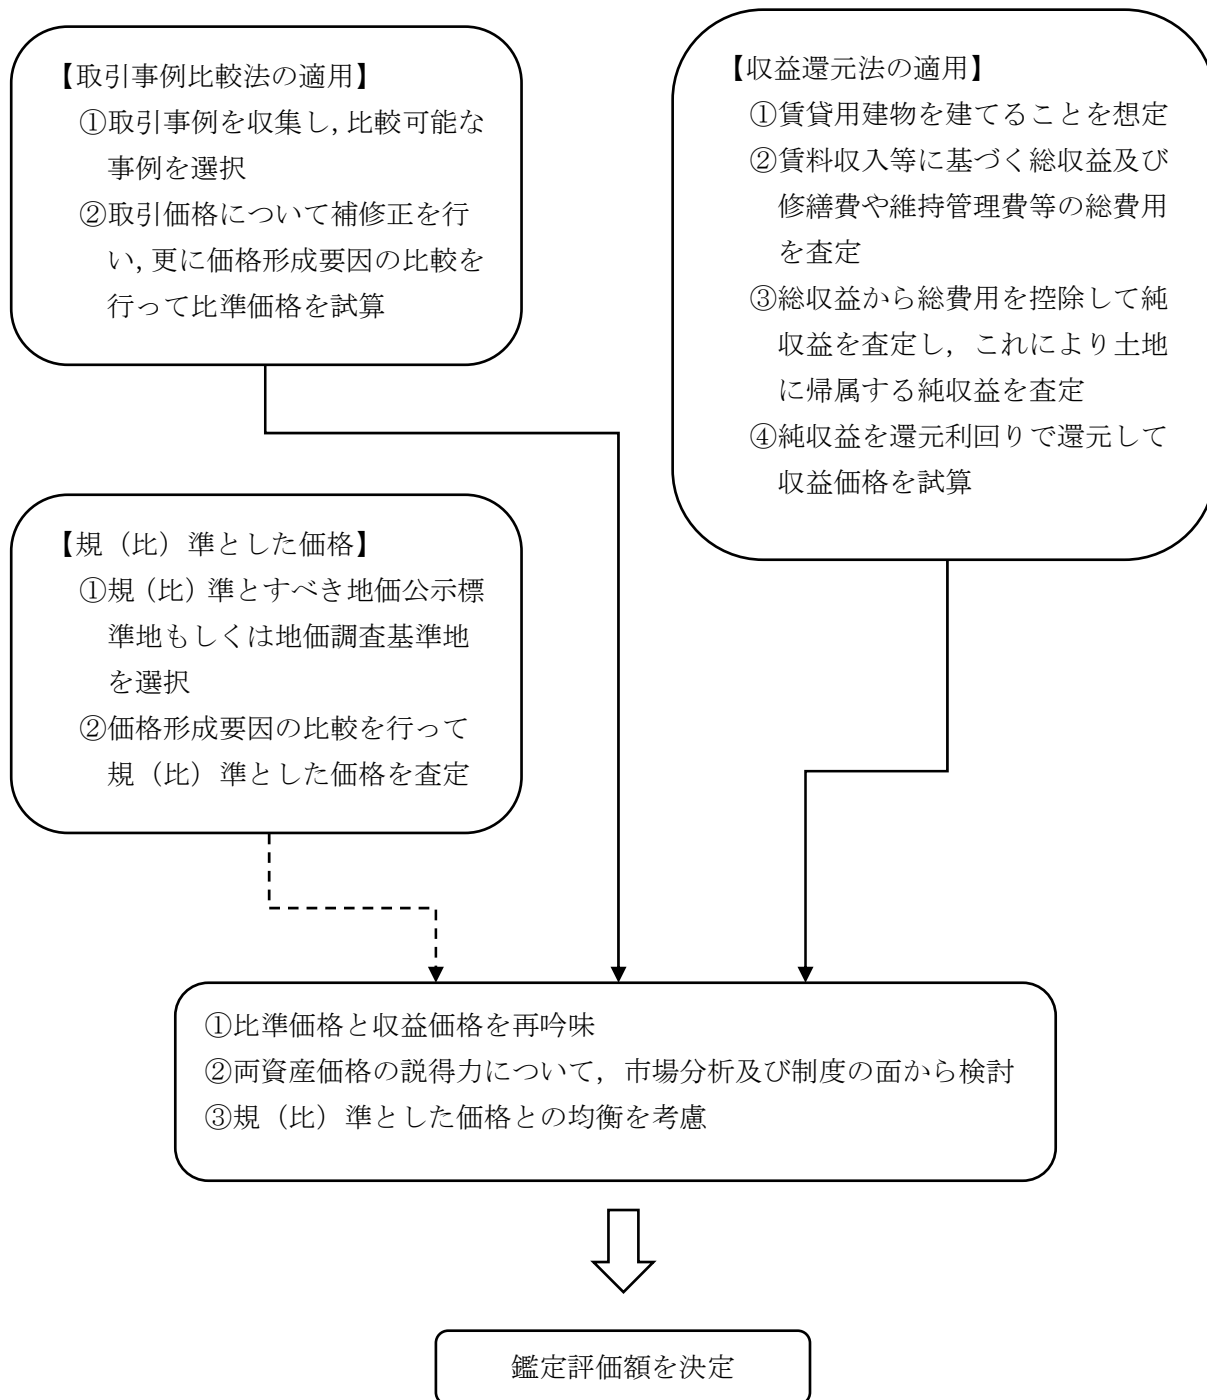 【取引事例比較法の適用】
①取引事例を収集し，比較可能な
事例を選択
②取引価格について補修正を行
い，更に価格形成要因の比較を
行って比準価格を試算
【収益還元法の適用】
①賃貸用建物を建てることを想定
②賃料収入等に基づく総収益及び
修繕費や維持管理費等の総費用
を査定
③総収益から総費用を控除して純
収益を査定し，これにより土地
に帰属する純収益を査定
④純収益を還元利回りで還元して
収益価格を試算
【規（比）準とした価格】
①規（比）準とすべき地価公示標
準地もしくは地価調査基準地
を選択
②価格形成要因の比較を行って
規（比）準とした価格を査定
①比準価格と収益価格を再吟味
②両資産価格の説得力について，市場分析及び制度の面から検討
③規（比）準とした価格との均衡を考慮
鑑定評価額を決定